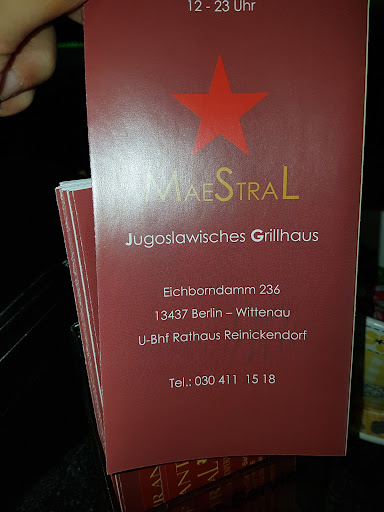 12 - 23 Uhr
MaeStraL
Jugoslawisches Grillhaus
Eichborndamm 236
13437 Berlin – Wittenau
U-Bhf Rathaus Reinickendorf
Tel.: 030 411 15 18